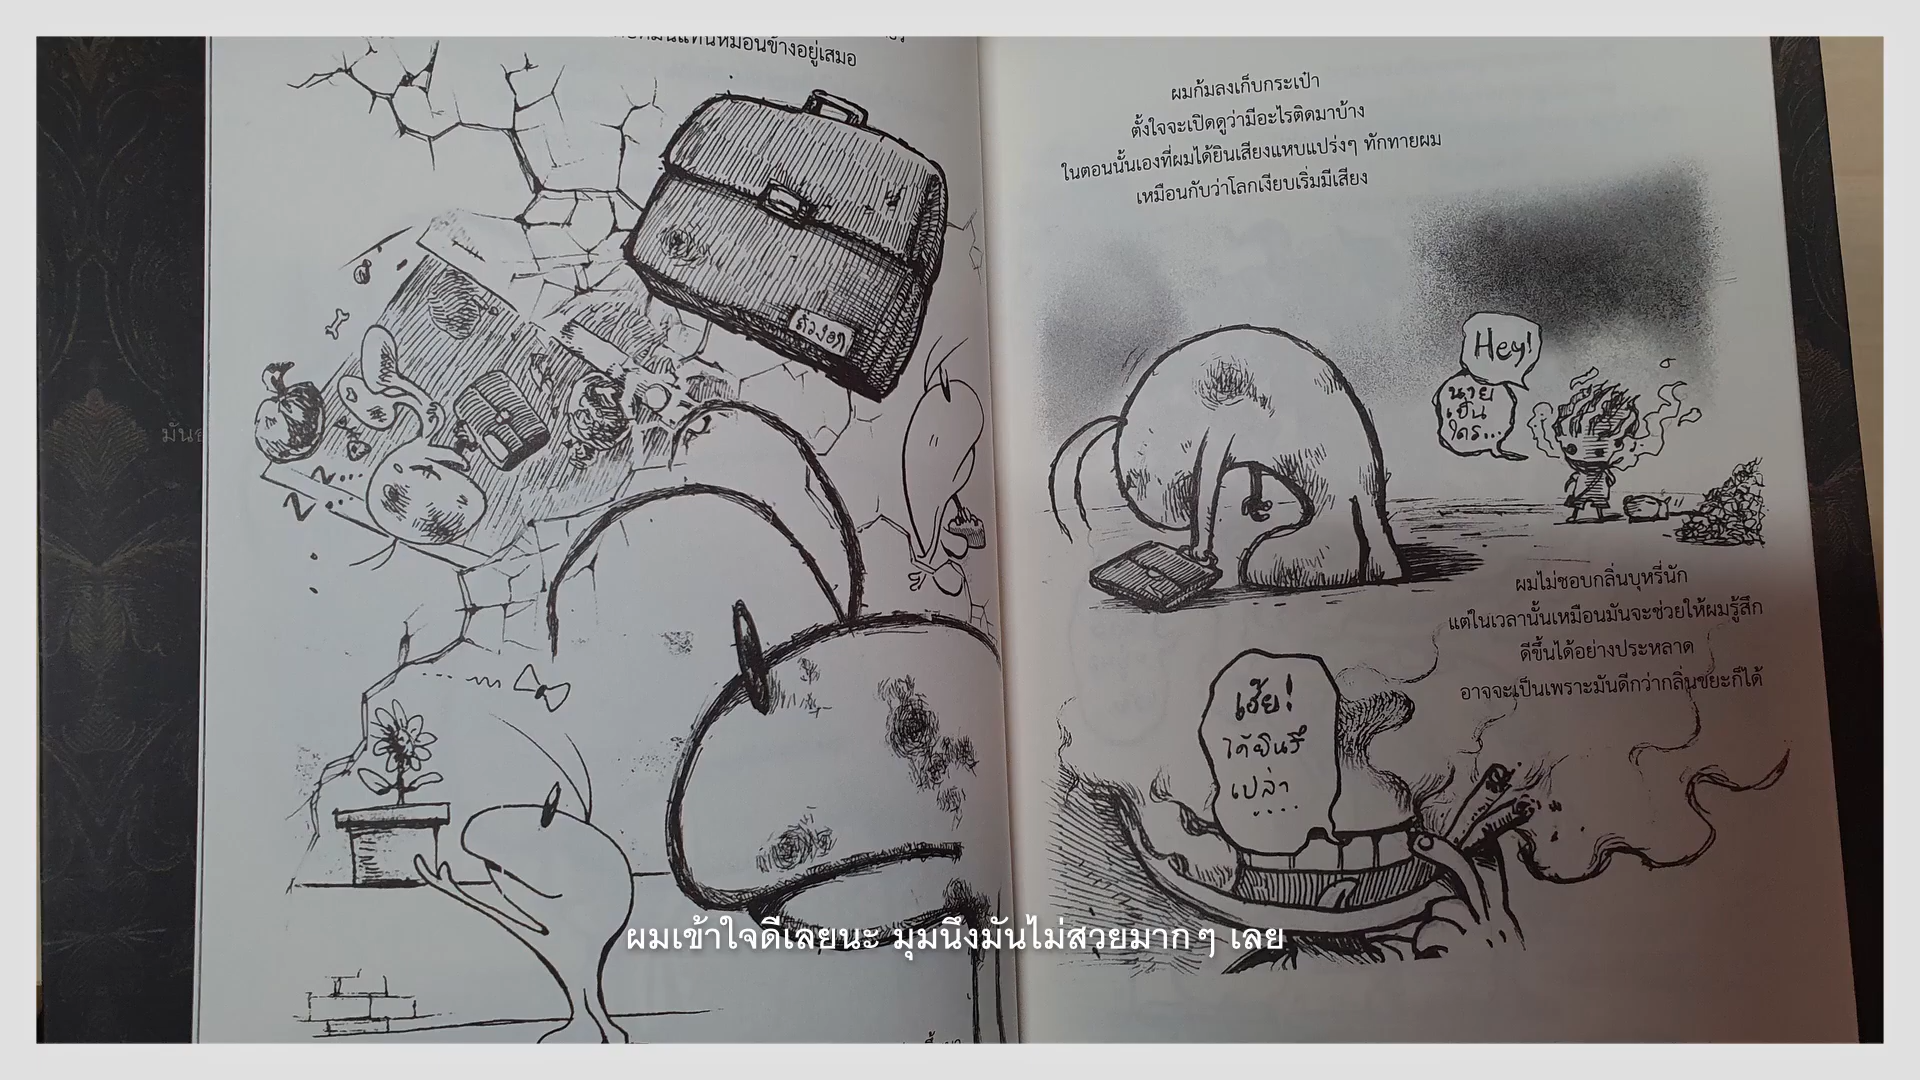 อยู่เสมอ
ถั่วงอก
ผมก้มลงเก็บกระเป๋า
ตั้งใจจะเปิดดูว่ามีอะไรติดมาบ้าง
ในตอนนั้นเองที่ผมได้ยินเสียงแหบแปร่งๆ ทักทายผม
เหมือนกับว่าโลกเงียบเริ่มมีเสียง
Hey!
นาย
เป็น
ใคร...
ผมไม่ชอบกลิ่นบุหรี่นัก
แต่ในเวลานั้นเหมือนมันจะช่วยให้ผมรู้สึก
ดีขึ้นได้อย่างประหลาด
อาจจะเป็นเพราะมันดีกว่ากลิ่นขยะก็ได้
เฮ้ย!
ได้ยินรึ
เปล่า
....
ผมเข้าใจดีเลยนะ มุมนึงมันไม่สวยมากๆ เลย